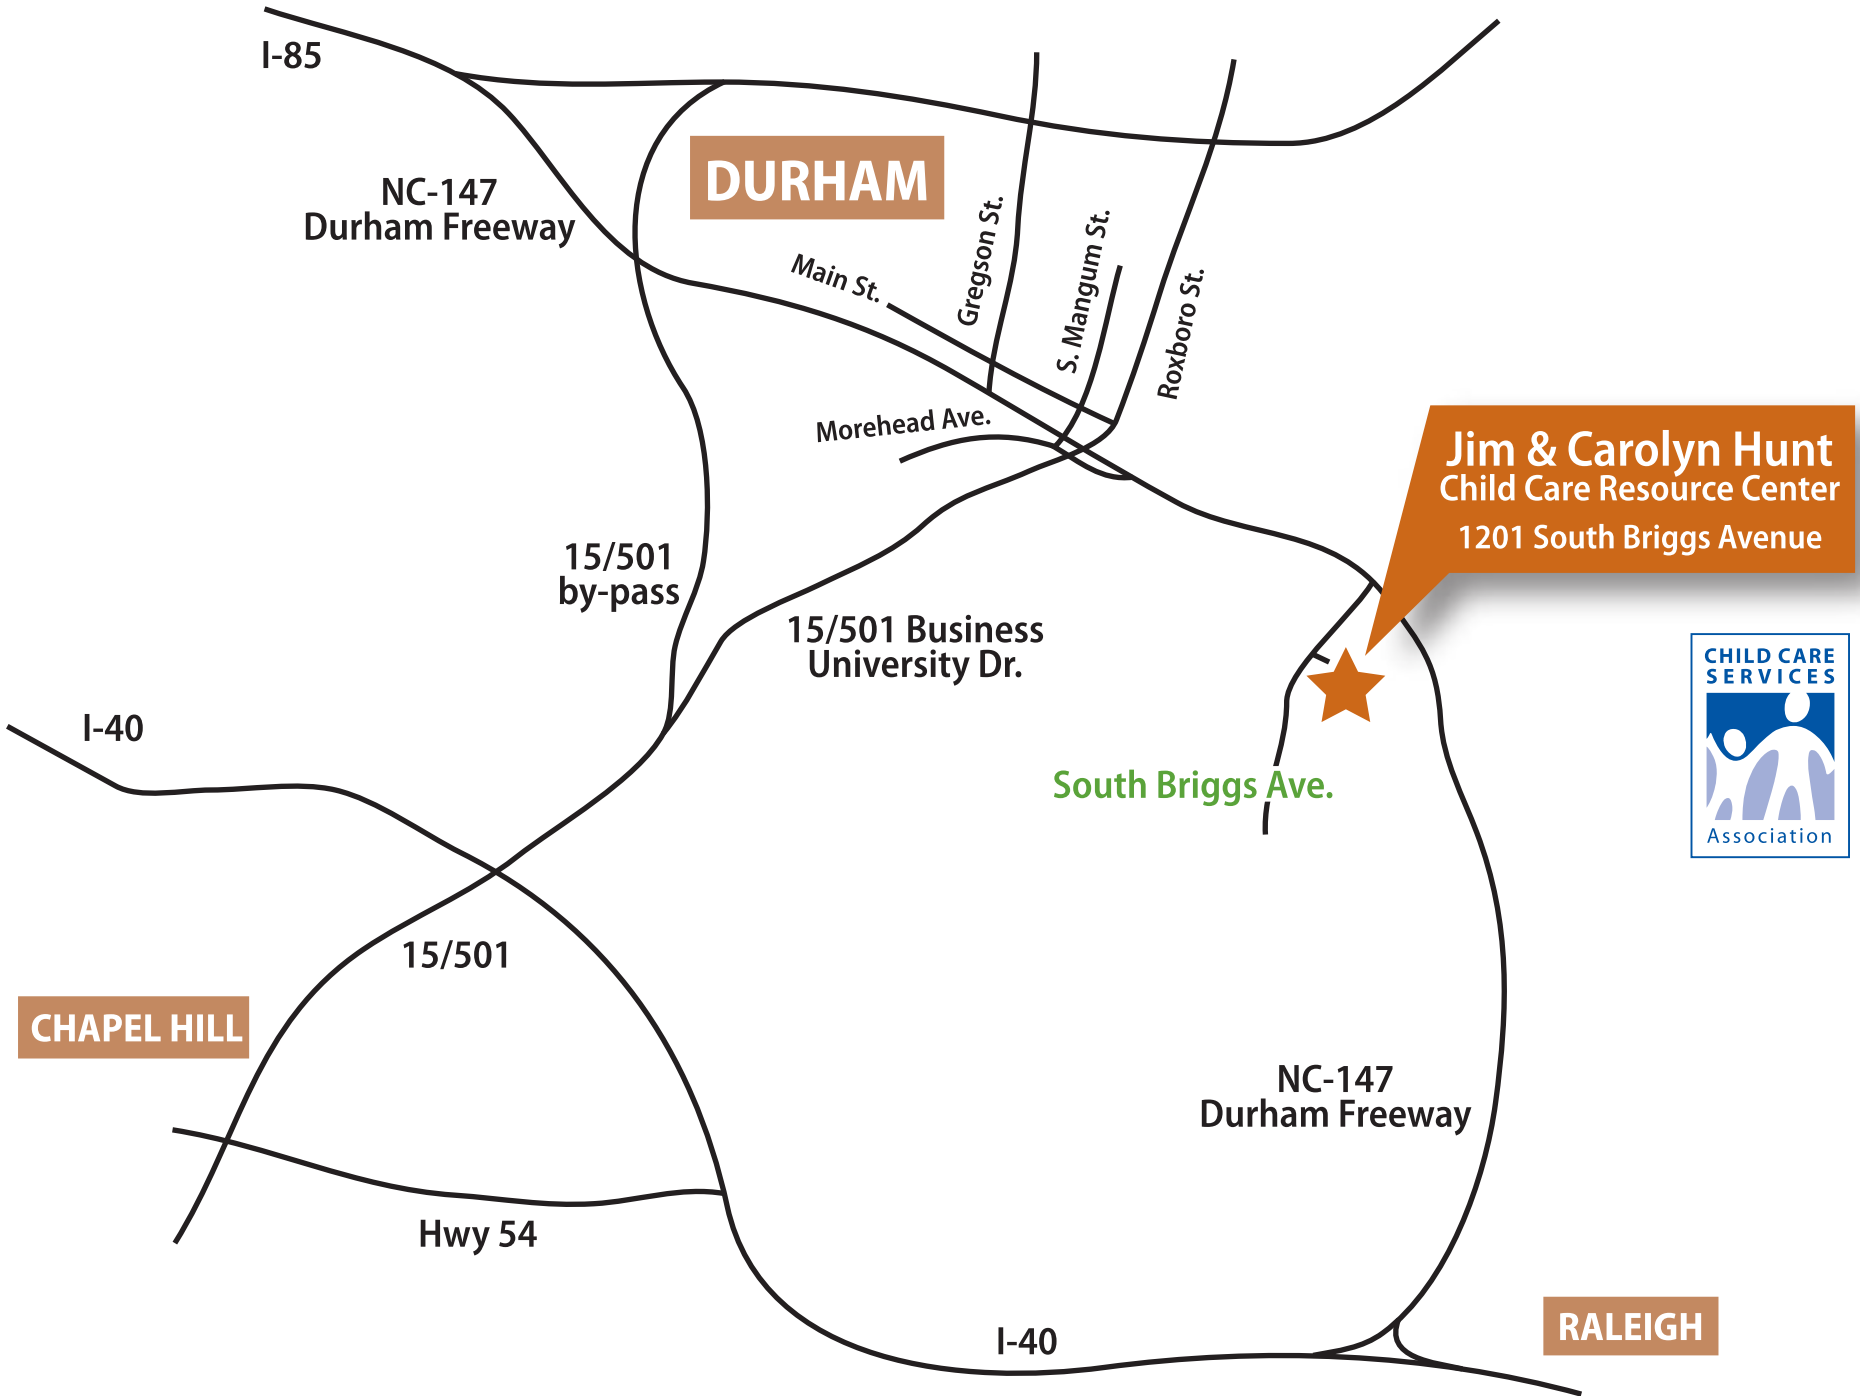 I-85
NC-147
Durham Freeway
DURHAM
Main St.
Gregson St.
S. Mangum St.
Roxboro St.
Morehead Ave.
Jim & Carolyn Hunt
Child Care Resource Center
1201 South Briggs Avenue
15/501
by-pass
15/501 Business
University Dr.
CHILD CARE
SERVICES
Association
I-40
South Briggs Ave.
15/501
CHAPEL HILL
NC-147
Durham Freeway
Hwy 54
I-40
RALEIGH